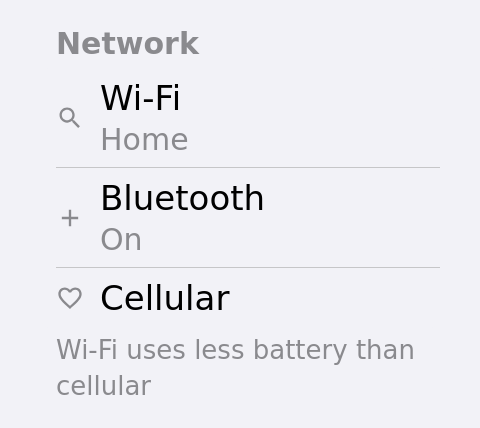 Network
Wi-Fi
Home
Bluetooth
On
Cellular
Wi-Fi uses less battery than
cellular